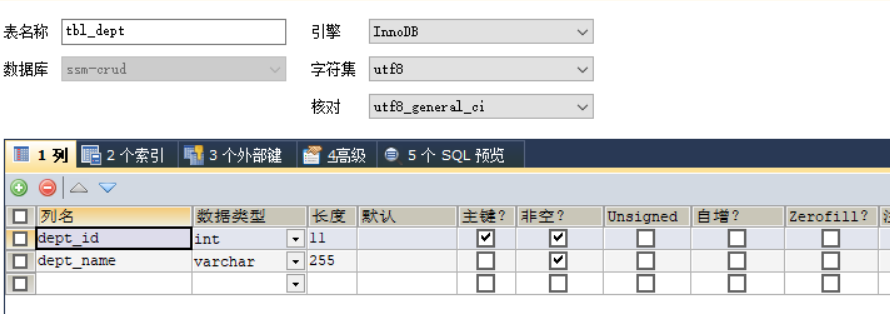 表名称 tbl_dept 引擎 InnoDB
数据库 ssm-crud 字符集 utf8
核对 utf8_general_ci
1 列 2 个索引 3 个外部键 4高级 5 个 SQL 预览
列名 数据类型 长度 默认 主键? 非空? Unsigned 自增? Zerofill?
dept_id int 11
dept_name varchar 255